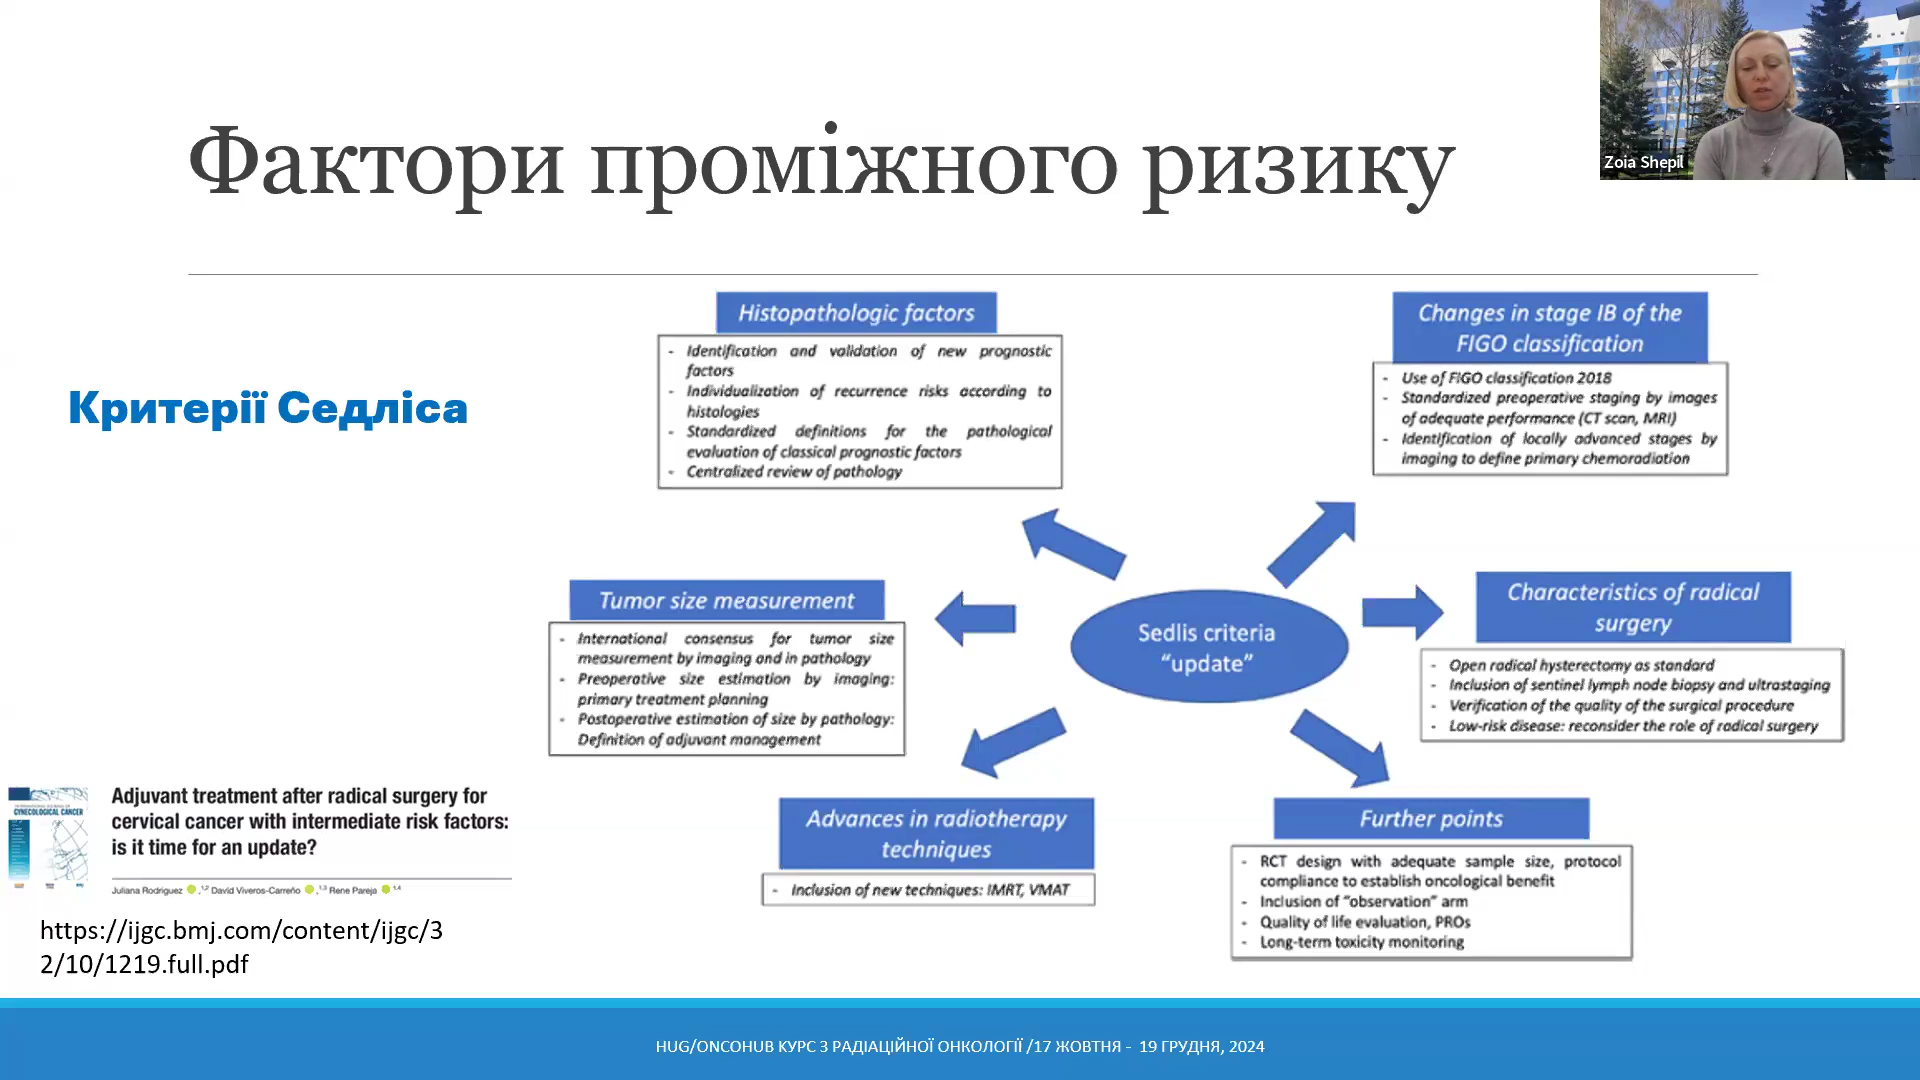 Zoia Shepil
Фактори проміжного ризику
Критерії Седліса
Histopathologic factors
- Identification and validation of new prognostic
factors
- Individualization of recurrence risks according to
histologies
- Standardized definitions for the pathological
evaluation of classical prognostic factors
- Centralized review of pathology
Changes in stage IB of the
FIGO classification
- Use of FIGO classification 2018
- Standardized preoperative staging by images
of adequate performance (CT scan, MRI)
- Identification of locally advanced stages by
imaging to define primary chemoradiation
Tumor size measurement
- International consensus for tumor size
measurement by imaging and in pathology
- Preoperative size estimation by imaging:
primary treatment planning
- Postoperative estimation of size by pathology:
Definition of adjuvant management
Sedlis criteria
“update”
Characteristics of radical
surgery
- Open radical hysterectomy as standard
- Inclusion of sentinel lymph node biopsy and ultrastaging
- Verification of the quality of the surgical procedure
- Low-risk disease: reconsider the role of radical surgery
Advances in radiotherapy
techniques
- Inclusion of new techniques: IMRT, VMAT
Further points
- RCT design with adequate sample size, protocol
compliance to establish oncological benefit
- Inclusion of “observation” arm
- Quality of life evaluation, PROs
- Long-term toxicity monitoring
GYNECOLOGICAL CANCER
Adjuvant treatment after radical surgery for
cervical cancer with intermediate risk factors:
is it time for an update?
Juliana Rodriguez ,1,2 David Viveros-Carreño ,1,3 Rene Pareja 1,4
https://ijgc.bmj.com/content/ijgc/3
2/10/1219.full.pdf
HUG/ONCOHUB КУРС З РАДІАЦІЙНОЇ ОНКОЛОГІЇ /17 ЖОВТНЯ - 19 ГРУДНЯ, 2024